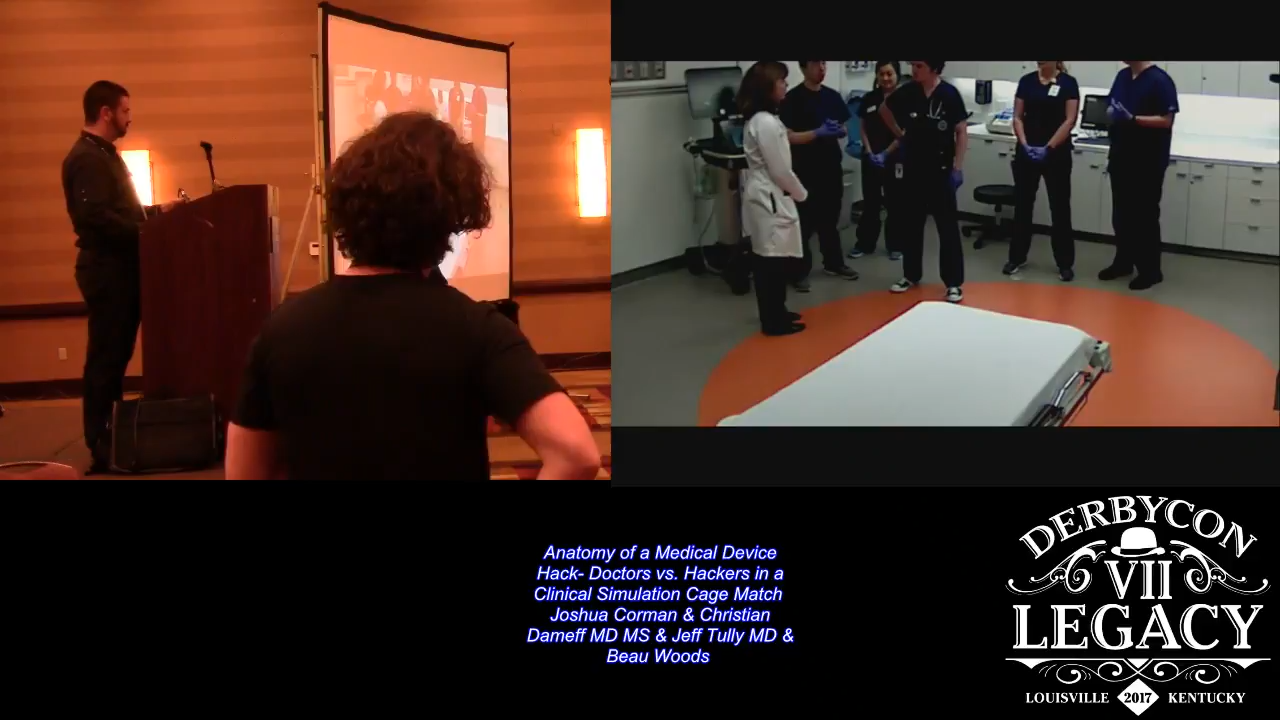 Anatomy of a Medical Device
Hack- Doctors vs. Hackers in a
Clinical Simulation Cage Match
Joshua Corman & Christian
Dameff MD MS & Jeff Tully MD &
Beau Woods
DERBYCON
VII
LEGACY
LOUISVILLE 2017 KENTUCKY